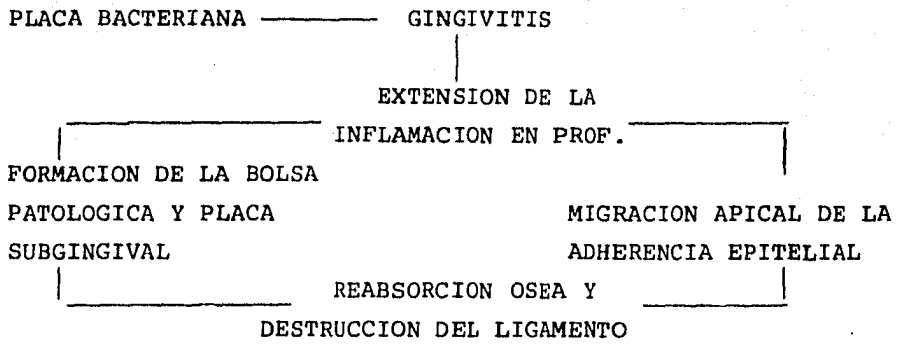 PLACA BACTERIANA GINGIVITIS
EXTENSION DE LA
INFLAMACION EN PROF.
FORMACION DE LA BOLSA
PATOLOGICA Y PLACA
SUBGINGIVAL
MIGRACION APICAL DE LA
ADHERENCIA EPITELIAL
REABSORCION OSEA Y
DESTRUCCION DEL LIGAMENTO